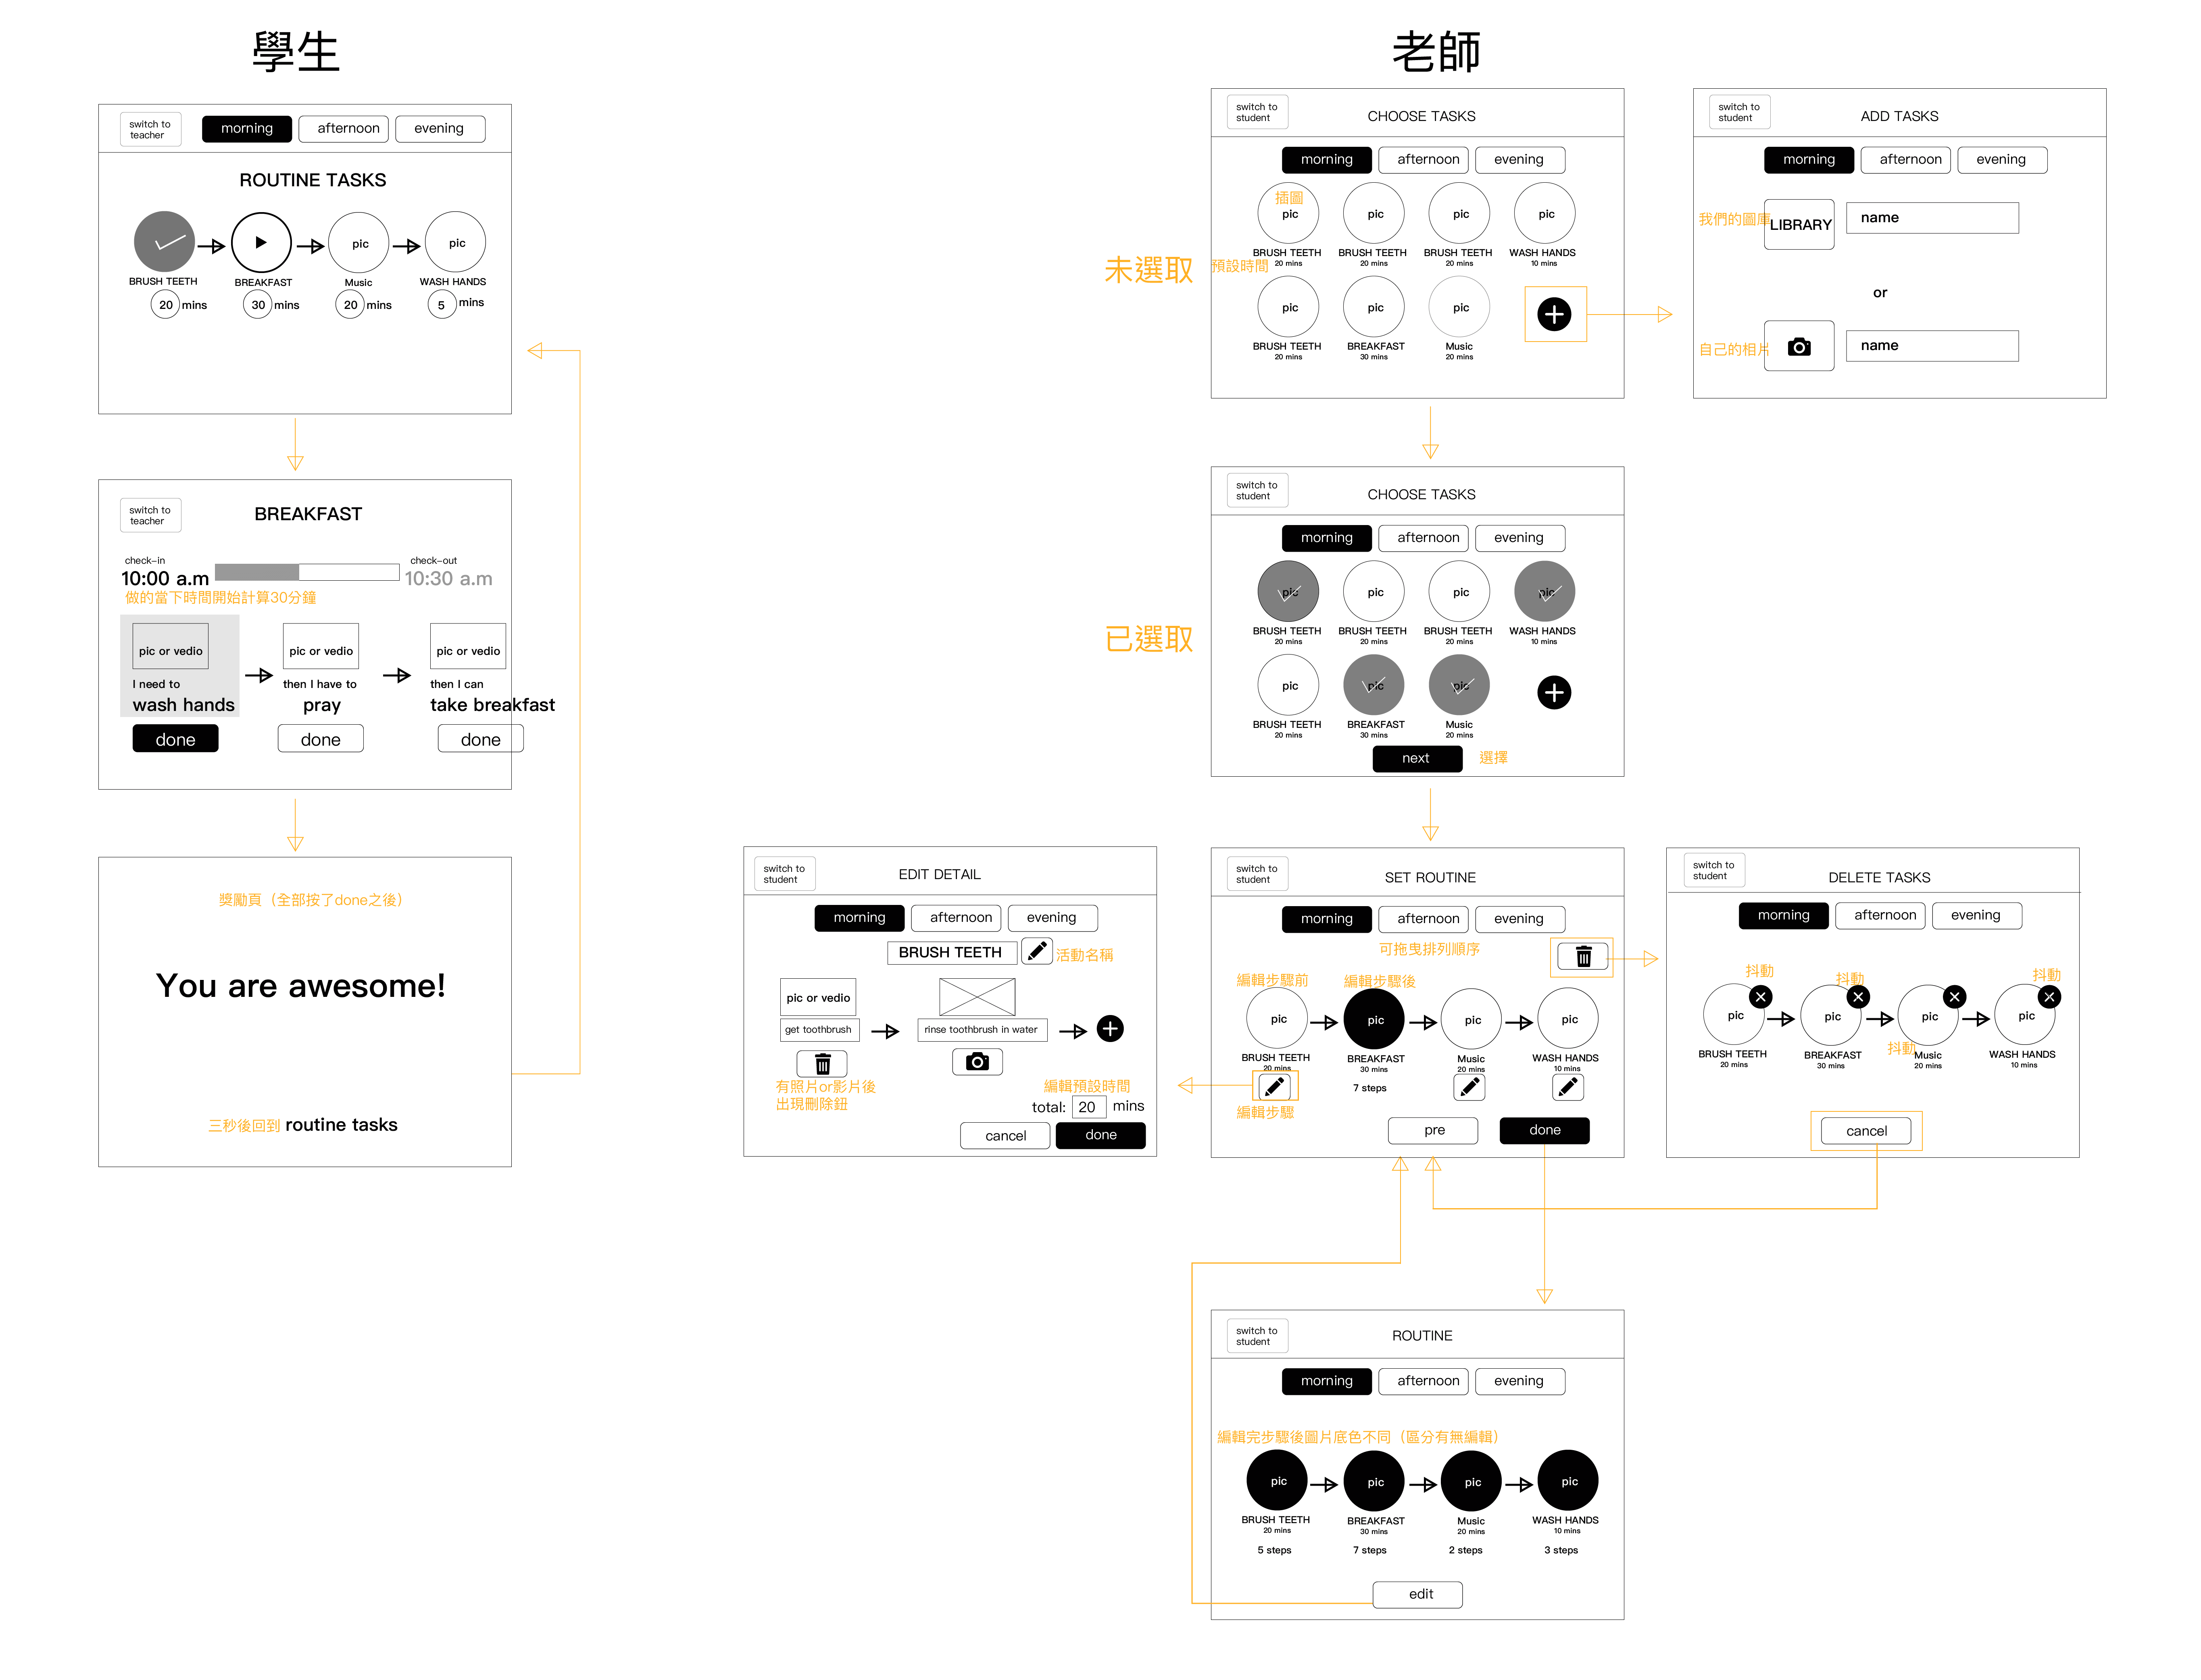 學生
switch to
teacher
morning
afternoon
evening
ROUTINE TASKS
pic
pic
BRUSH TEETH
BREAKFAST
Music
WASH HANDS
20 mins
30 mins
20 mins
5 mins
switch to
teacher
BREAKFAST
check-in
check-out
10:00 a.m
10:30 a.m
做的當下時間開始計算30分鐘
pic or vedio
pic or vedio
pic or vedio
I need to
then I have to
then I can
wash hands
pray
take breakfast
done
done
done
獎勵頁（全部按了done之後）
You are awesome!
三秒後回到 routine tasks
老師
未選取
switch to
student
CHOOSE TASKS
morning
afternoon
evening
插圖
pic
pic
pic
pic
BRUSH TEETH
BRUSH TEETH
BRUSH TEETH
WASH HANDS
預設時間
20 mins
20 mins
20 mins
10 mins
pic
pic
pic
BRUSH TEETH
BREAKFAST
Music
20 mins
30 mins
20 mins
switch to
student
ADD TASKS
morning
afternoon
evening
我們的圖庫
LIBRARY
name
or
自己的相片
name
已選取
switch to
student
CHOOSE TASKS
morning
afternoon
evening
pic
pic
pic
pic
BRUSH TEETH
BRUSH TEETH
BRUSH TEETH
WASH HANDS
20 mins
20 mins
20 mins
10 mins
pic
pic
pic
BRUSH TEETH
BREAKFAST
Music
20 mins
30 mins
20 mins
next
選擇
switch to
student
EDIT DETAIL
morning
afternoon
evening
BRUSH TEETH
活動名稱
pic or vedio
get toothbrush
rinse toothbrush in water
有照片or影片後
出現刪除鈕
編輯預設時間
total: 20 mins
cancel
done
switch to
student
SET ROUTINE
morning
afternoon
evening
可拖曳排列順序
編輯步驟前
編輯步驟後
pic
pic
pic
pic
BRUSH TEETH
BREAKFAST
Music
WASH HANDS
20 mins
30 mins
20 mins
10 mins
7 steps
編輯步驟
pre
done
switch to
student
DELETE TASKS
morning
afternoon
evening
抖動
抖動
抖動
pic
pic
pic
pic
抖動
BRUSH TEETH
BREAKFAST
Music
WASH HANDS
20 mins
30 mins
20 mins
10 mins
cancel
switch to
student
ROUTINE
morning
afternoon
evening
編輯完步驟後圖片底色不同（區分有無編輯）
pic
pic
pic
pic
BRUSH TEETH
BREAKFAST
Music
WASH HANDS
20 mins
30 mins
20 mins
10 mins
5 steps
7 steps
2 steps
3 steps
edit